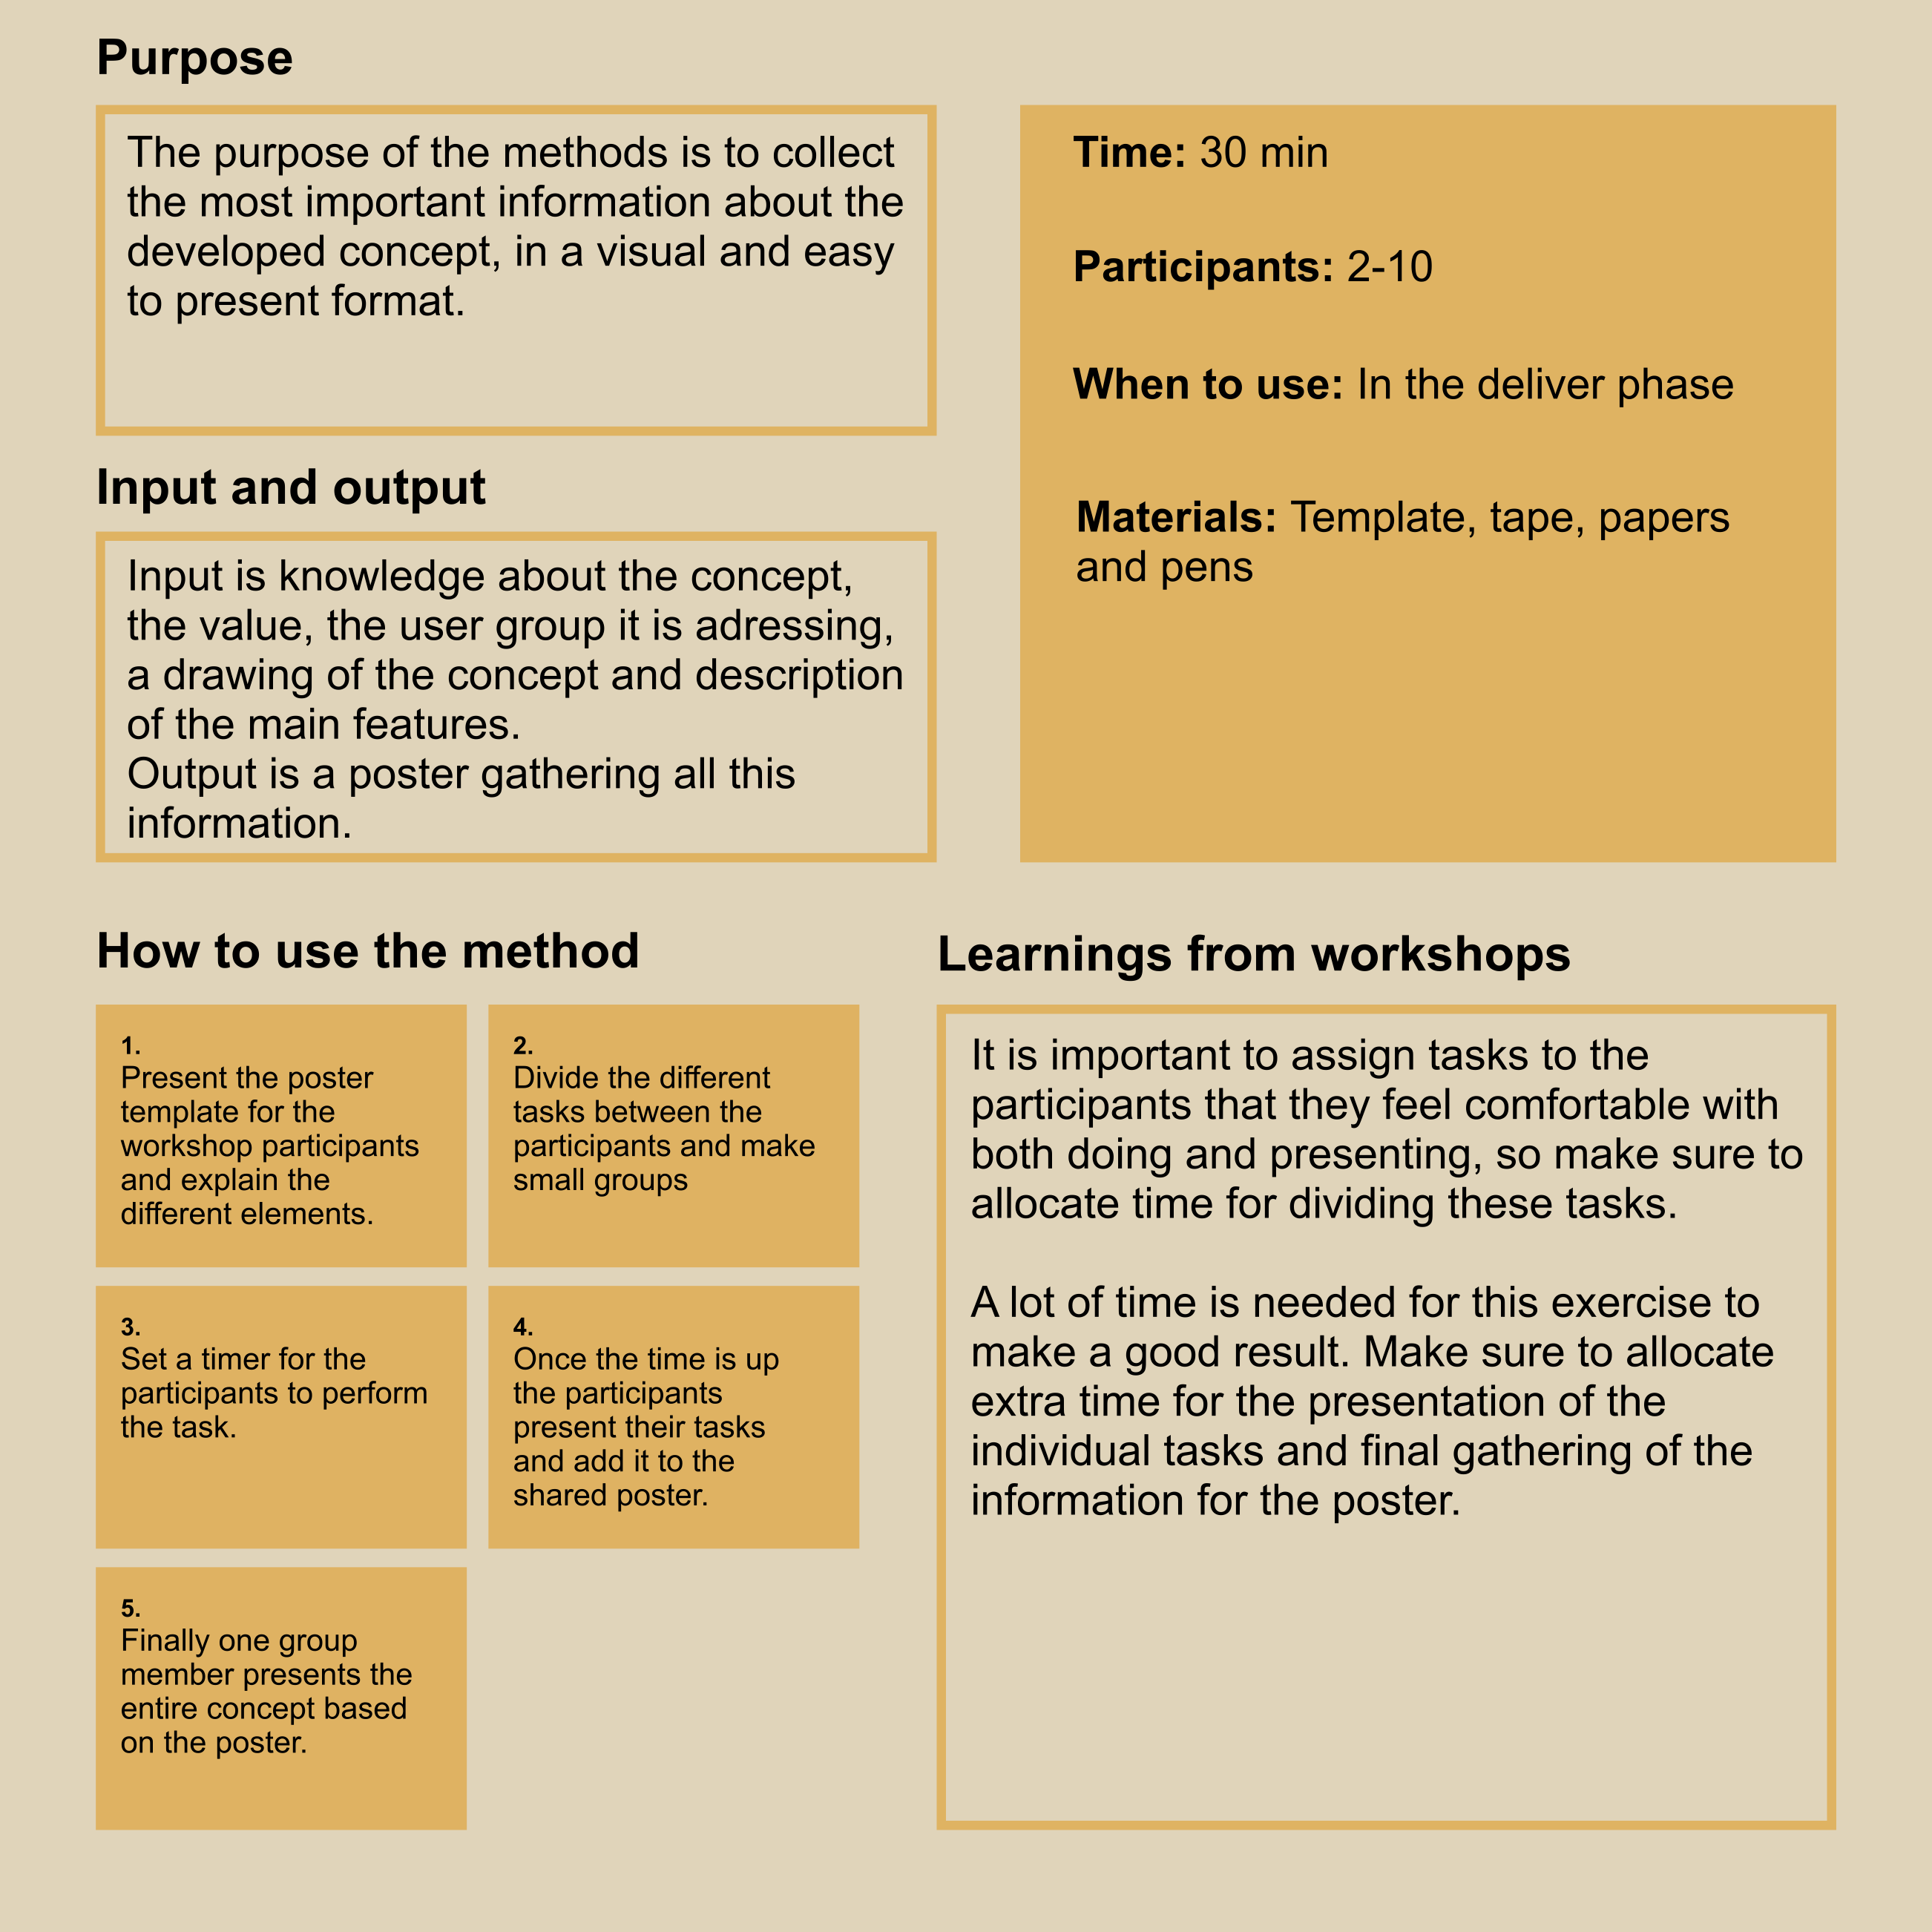 Purpose
The purpose of the methods is to collect
the most important information about the
developed concept, in a visual and easy
to present format.
Time: 30 min
Participants: 2-10
When to use: In the deliver phase
Materials: Template, tape, papers
and pens
Input and output
Input is knowledge about the concept,
the value, the user group it is adressing,
a drawing of the concept and description
of the main features.
Output is a poster gathering all this
information.
How to use the method
1.
Present the poster
template for the
workshop participants
and explain the
different elements.
2.
Divide the different
tasks between the
participants and make
small groups
3.
Set a timer for the
participants to perform
the task.
4.
Once the time is up
the participants
present their tasks
and add it to the
shared poster.
5.
Finally one group
member presents the
entire concept based
on the poster.
Learnings from workshops
It is important to assign tasks to the
participants that they feel comfortable with
both doing and presenting, so make sure to
allocate time for dividing these tasks.
A lot of time is needed for this exercise to
make a good result. Make sure to allocate
extra time for the presentation of the
individual tasks and final gathering of the
information for the poster.